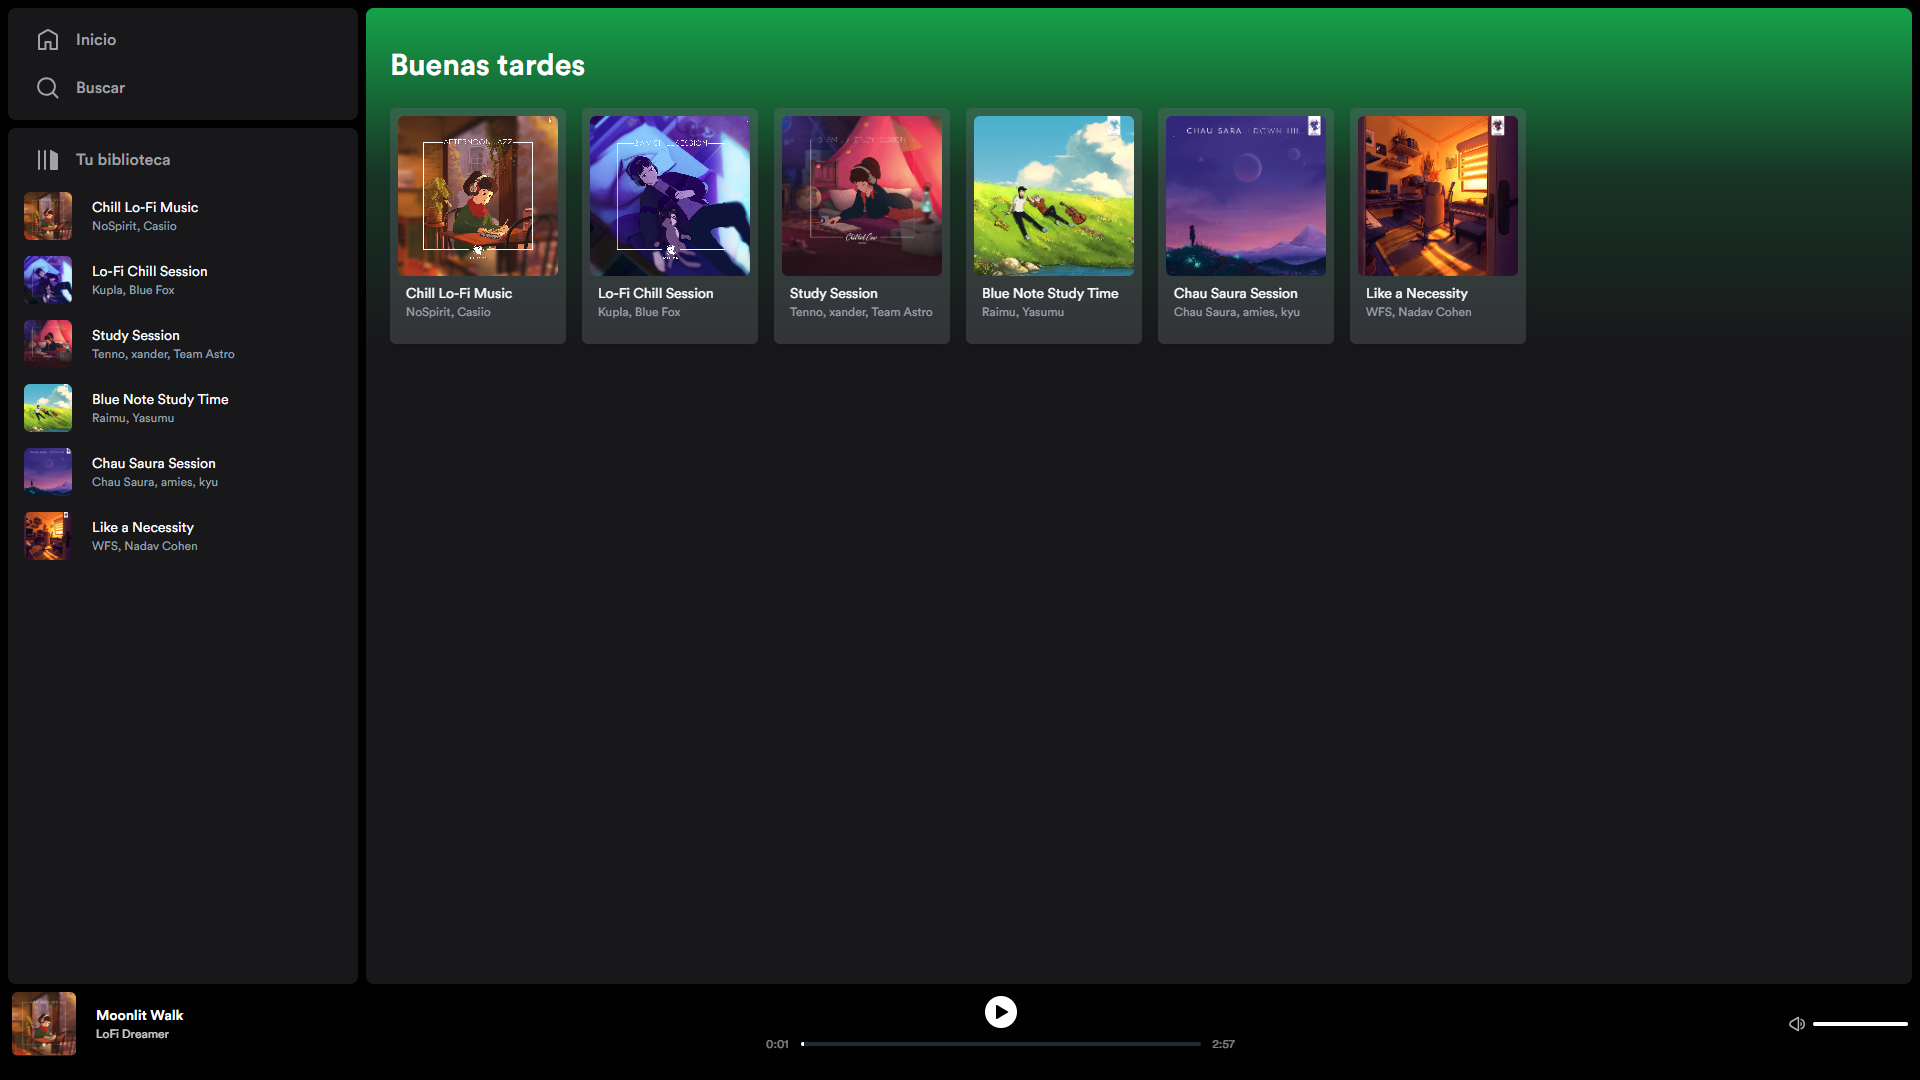 Inicio
Buscar
Tu biblioteca
Chill Lo-Fi Music
NoSpirit, Casiio
Lo-Fi Chill Session
Kupla, Blue Fox
Study Session
Tenno, xander, Team Astro
Blue Note Study Time
Raimu, Yasumu
Chau Saura Session
Chau Saura, amies, kyu
Like a Necessity
WFS, Nadav Cohen
Buenas tardes
CHAU SARA
Chill Lo-Fi Music
NoSpirit, Casiio
Lo-Fi Chill Session
Kupla, Blue Fox
Study Session
Tenno, xander, Team Astro
Blue Note Study Time
Raimu, Yasumu
Chau Saura Session
Chau Saura, amies, kyu
Like a Necessity
WFS, Nadav Cohen
Moonlit Walk
LoFi Dreamer
0:01
2:57